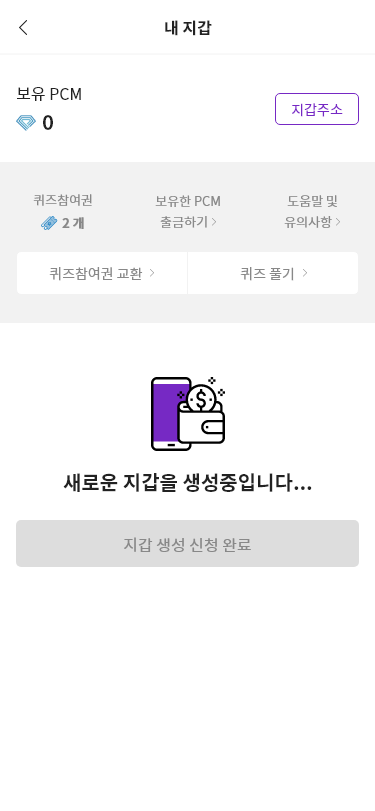 내 지갑
보유 PCM
0
지갑주소
퀴즈참여권
2 개
보유한 PCM
출금하기
도움말 및
유의사항
퀴즈참여권 교환
퀴즈 풀기
새로운 지갑을 생성중입니다...
지갑 생성 신청 완료